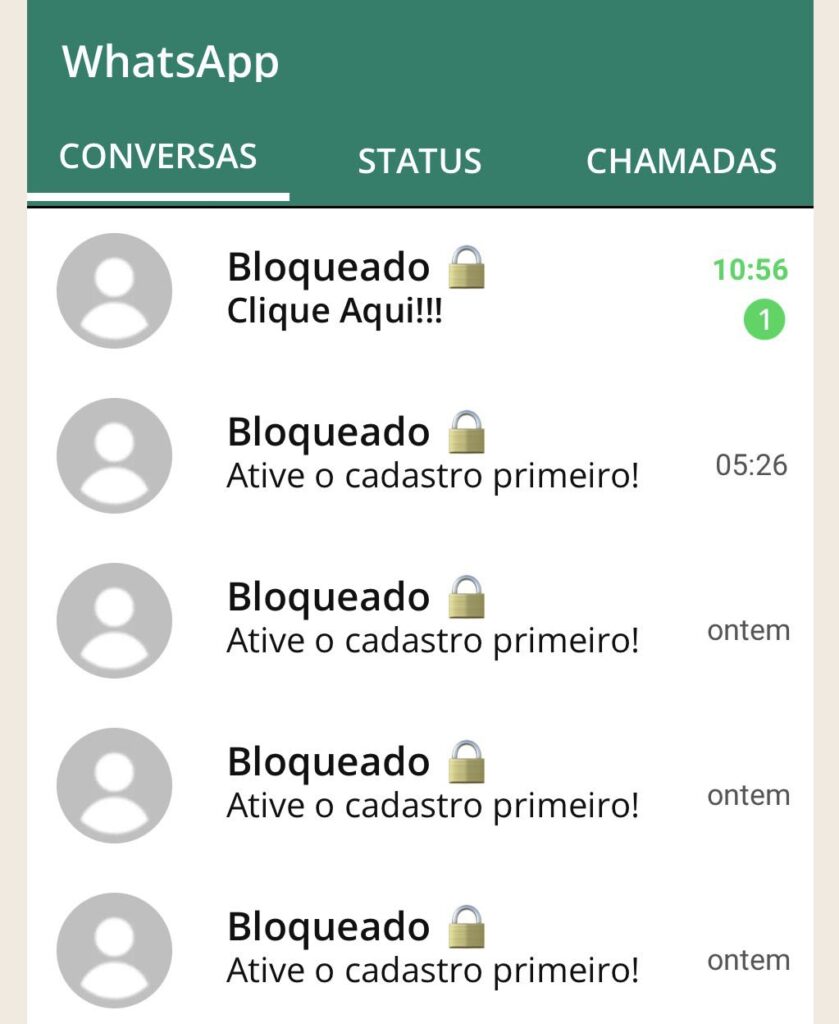 WhatsApp
CONVERSAS STATUS CHAMADAS
Bloqueado 🔒 10:56
Clique Aqui!!! 1
Bloqueado 🔒
Ative o cadastro primeiro! 05:26
Bloqueado 🔒
Ative o cadastro primeiro! ontem
Bloqueado 🔒
Ative o cadastro primeiro! ontem
Bloqueado 🔒
Ative o cadastro primeiro! ontem